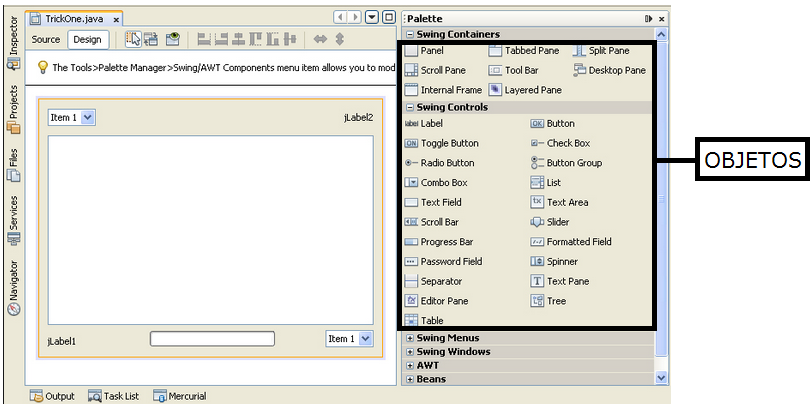 TrickOne.java
Palette
Source Design
The Tools>Palette Manager>Swing/AWT Components menu item allows you to mod
Inspector
Projects
Files
Services
Navigator
Item 1
jLabel2
jLabel1
Item 1
Swing Containers
Panel Tabbed Pane Split Pane
Scroll Pane Tool Bar Desktop Pane
Internal Frame Layered Pane
Swing Controls
label Label OK Button
ON Toggle Button Check Box
Radio Button Button Group
Combo Box List
Text Field Text Area
Scroll Bar Slider
Progress Bar Formatted Field
Password Field Spinner
Separator T Text Pane
Editor Pane Tree
Table
Swing Menus
Swing Windows
AWT
Beans
OBJETOS
Output Task List Mercurial